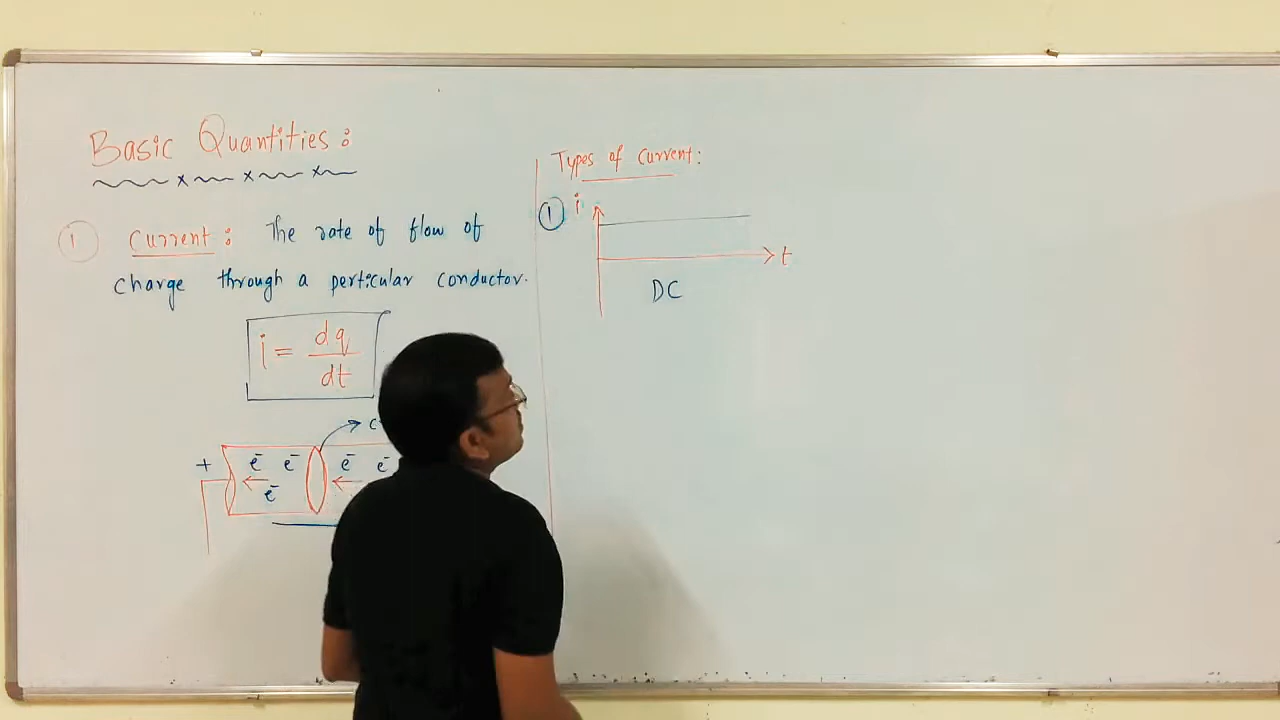 Basic Quantities:
① Current: The rate of flow of
charge through a perticular conductor.
i = dq
dt
+ e⁻ e⁻ e⁻ e⁻
e⁻
Types of Current:
① i
t
DC